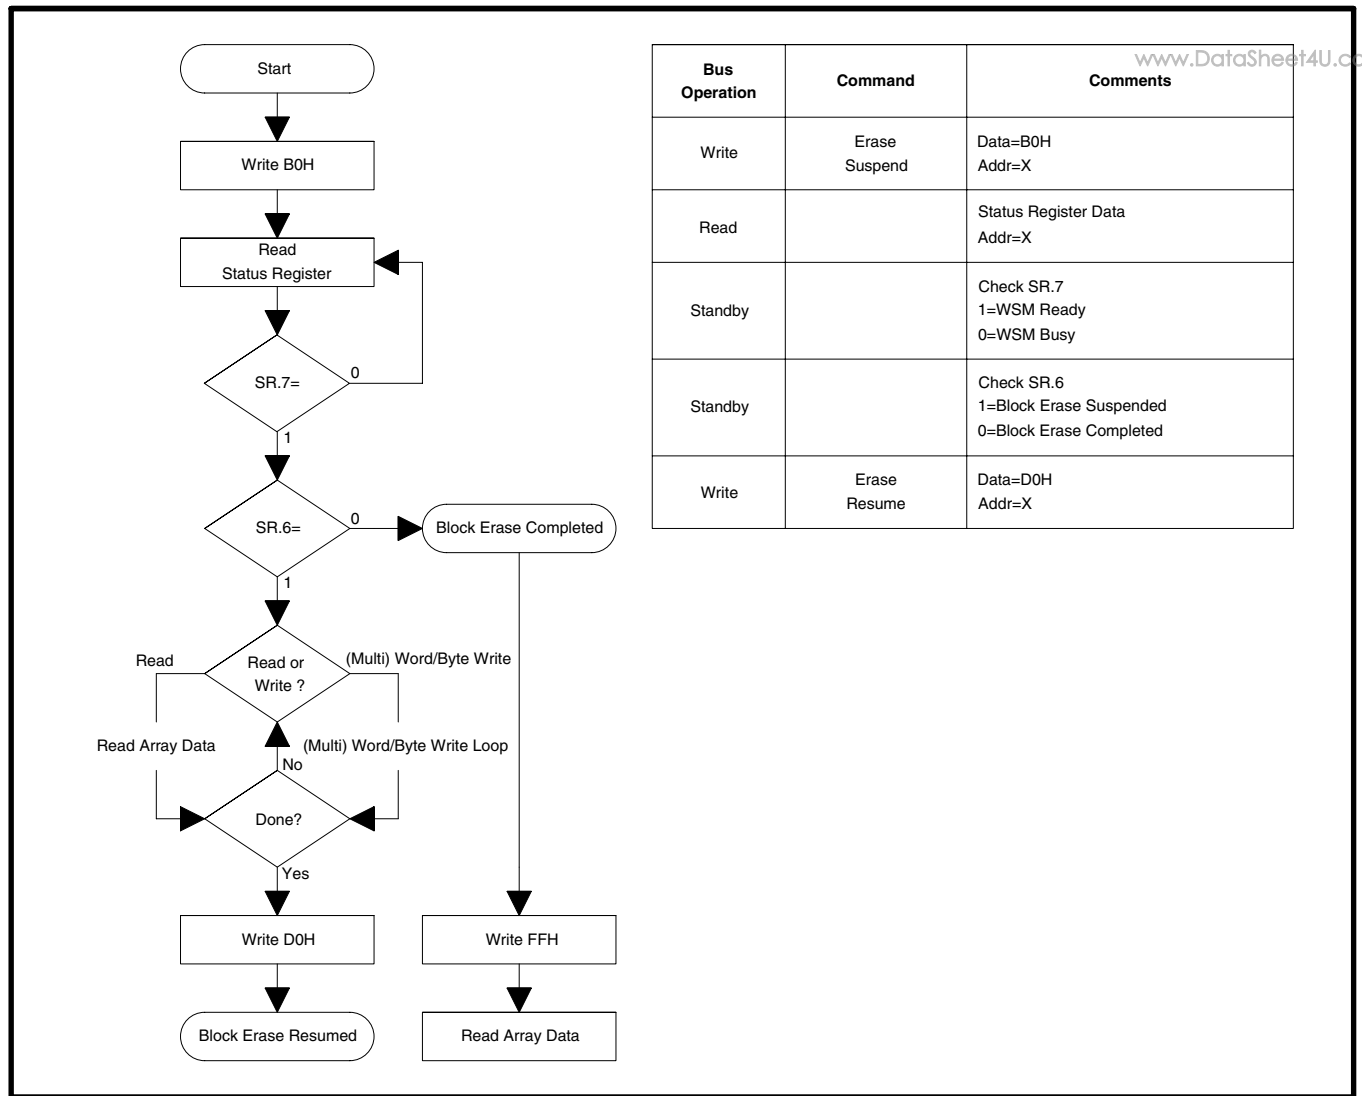 www.DataSheet4U.co
Start
Write B0H
Read
Status Register
SR.7=
0
1
SR.6=
0
Block Erase Completed
1
Read or
Write ?
Read
(Multi) Word/Byte Write
Read Array Data
(Multi) Word/Byte Write Loop
No
Done?
Yes
Write D0H
Write FFH
Block Erase Resumed
Read Array Data
Bus
Operation
Command
Comments
Write
Erase
Suspend
Data=B0H
Addr=X
Read
Status Register Data
Addr=X
Standby
Check SR.7
1=WSM Ready
0=WSM Busy
Standby
Check SR.6
1=Block Erase Suspended
0=Block Erase Completed
Write
Erase
Resume
Data=D0H
Addr=X